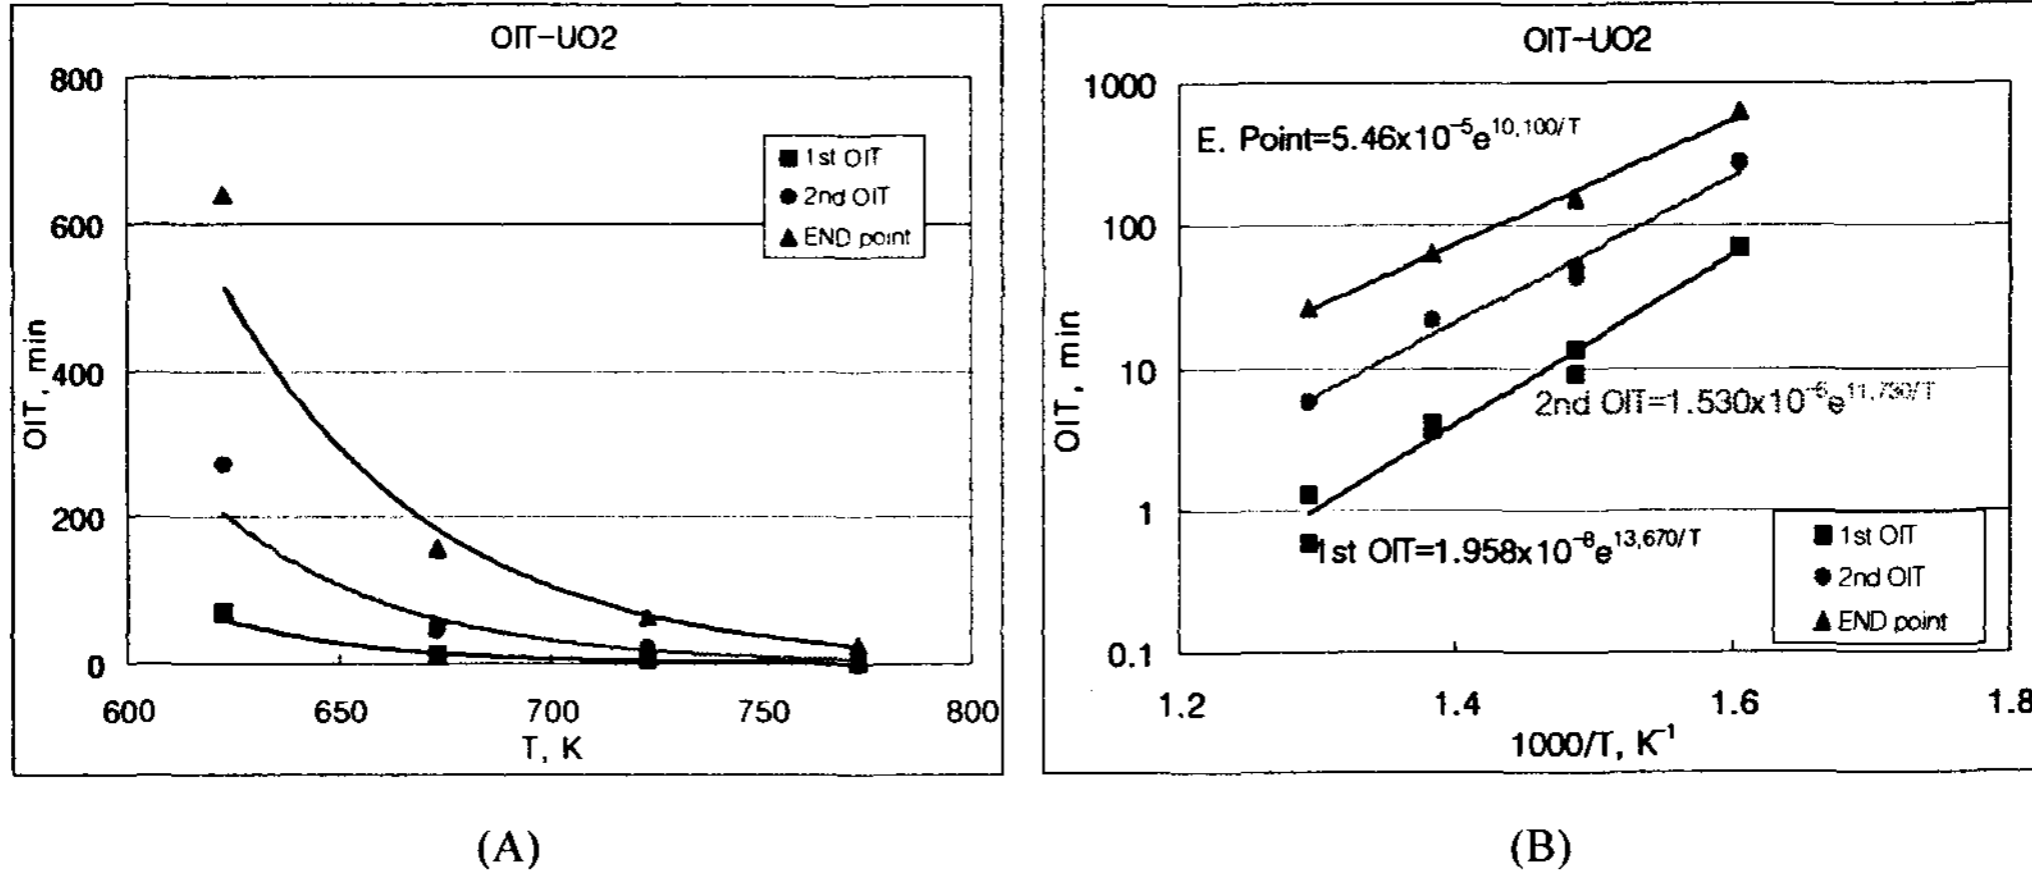 OIT-UO2
800
600
400
200
0
OIT, min
600 650 700 750 800
T, K
1st OIT
2nd OIT
END point
(A)
OIT-UO2
1000
100
10
1
0.1
OIT, min
E. Point=5.46x10⁻⁵e¹⁰,¹⁰⁰/ᵀ
2nd OIT=1.530x10⁻⁶e
1st OIT=1.958x10⁻⁸e¹³,⁶⁷⁰/ᵀ
1st OIT
2nd OIT
END point
1.2 1.4 1.6 1.8
1000/T, K⁻¹
(B)